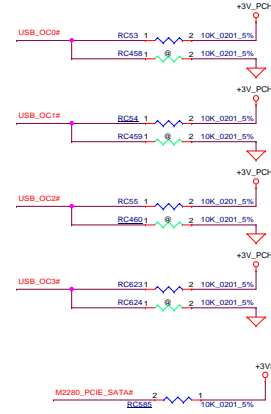 +3V_PCH
USB_OC0# RC53 1 2 10K_0201_5%
RC458 1 @ 2 10K_0201_5%
+3V_PCH
USB_OC1# RC54 1 2 10K_0201_5%
RC459 1 @ 2 10K_0201_5%
+3V_PCH
USB_OC2# RC55 1 2 10K_0201_5%
RC460 1 @ 2 10K_0201_5%
+3V_PCH
USB_OC3# RC623 1 2 10K_0201_5%
RC624 1 @ 2 10K_0201_5%
+3VS
M2280_PCIE_SATA# 2 1
RC585 10K_0201_5%